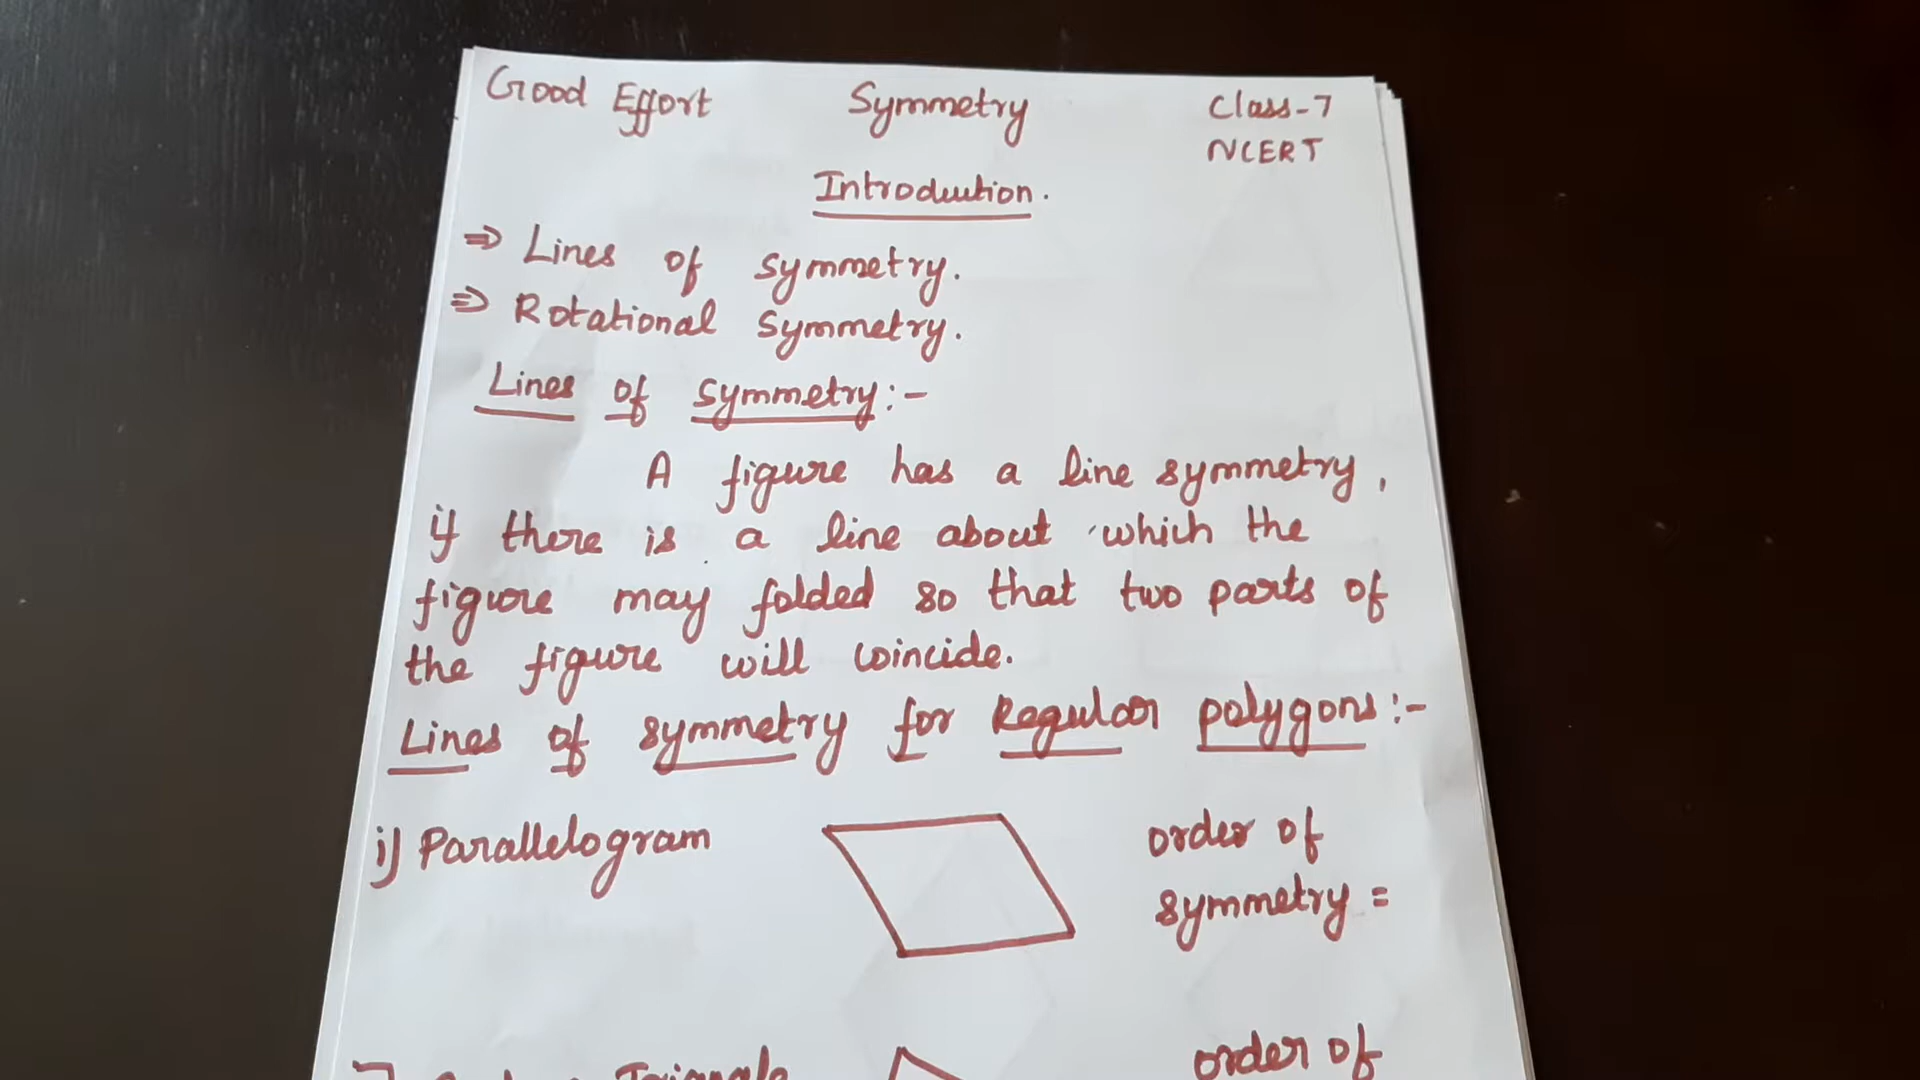 Good Effort Symmetry Class-7
NCERT
Introduction.
⇒ Lines of symmetry.
⇒ Rotational symmetry.
Lines of symmetry:-
A figure has a line symmetry,
if there is a line about which the
figure may folded so that two parts of
the figure will coincide.
Lines of symmetry for Regular polygons:-
i) Parallelogram order of
symmetry =
Triangle order of